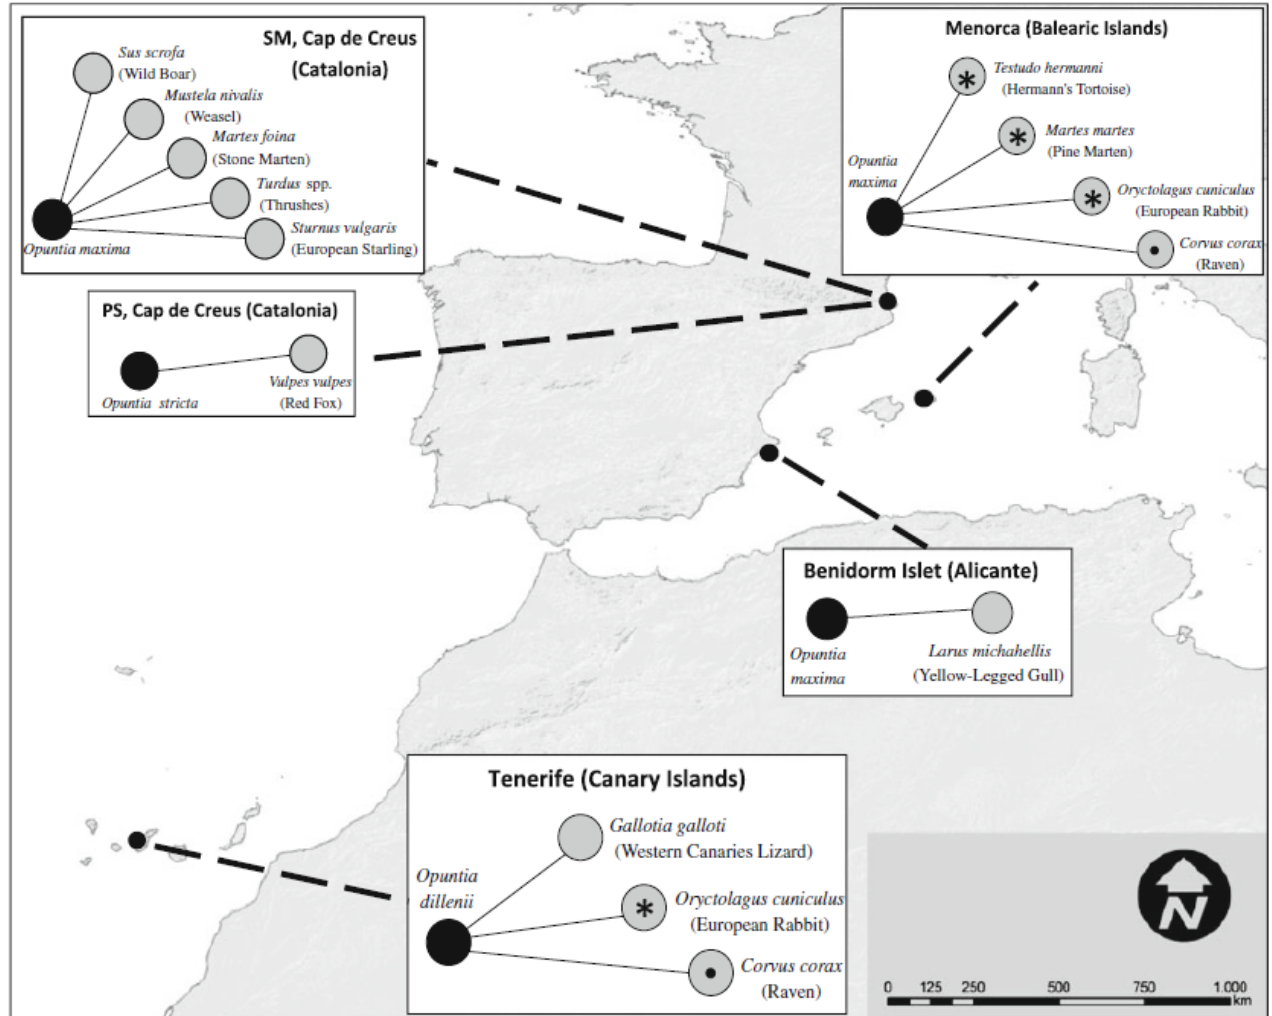 SM, Cap de Creus
(Catalonia)
Sus scrofa
(Wild Boar)
Mustela nivalis
(Weasel)
Martes foina
(Stone Marten)
Turdus spp.
(Thrushes)
Sturnus vulgaris
(European Starling)
Opuntia maxima
Menorca (Balearic Islands)
Testudo hermanni
(Hermann's Tortoise)
Martes martes
(Pine Marten)
Opuntia
maxima
Oryctolagus cuniculus
(European Rabbit)
Corvus corax
(Raven)
PS, Cap de Creus (Catalonia)
Vulpes vulpes
(Red Fox)
Opuntia stricta
Benidorm Islet (Alicante)
Opuntia
maxima
Larus michahellis
(Yellow-Legged Gull)
Tenerife (Canary Islands)
Gallotia galloti
(Western Canaries Lizard)
Opuntia
dillenii
Oryctolagus cuniculus
(European Rabbit)
Corvus corax
(Raven)
N
0 125 250 500 750 1.000
km